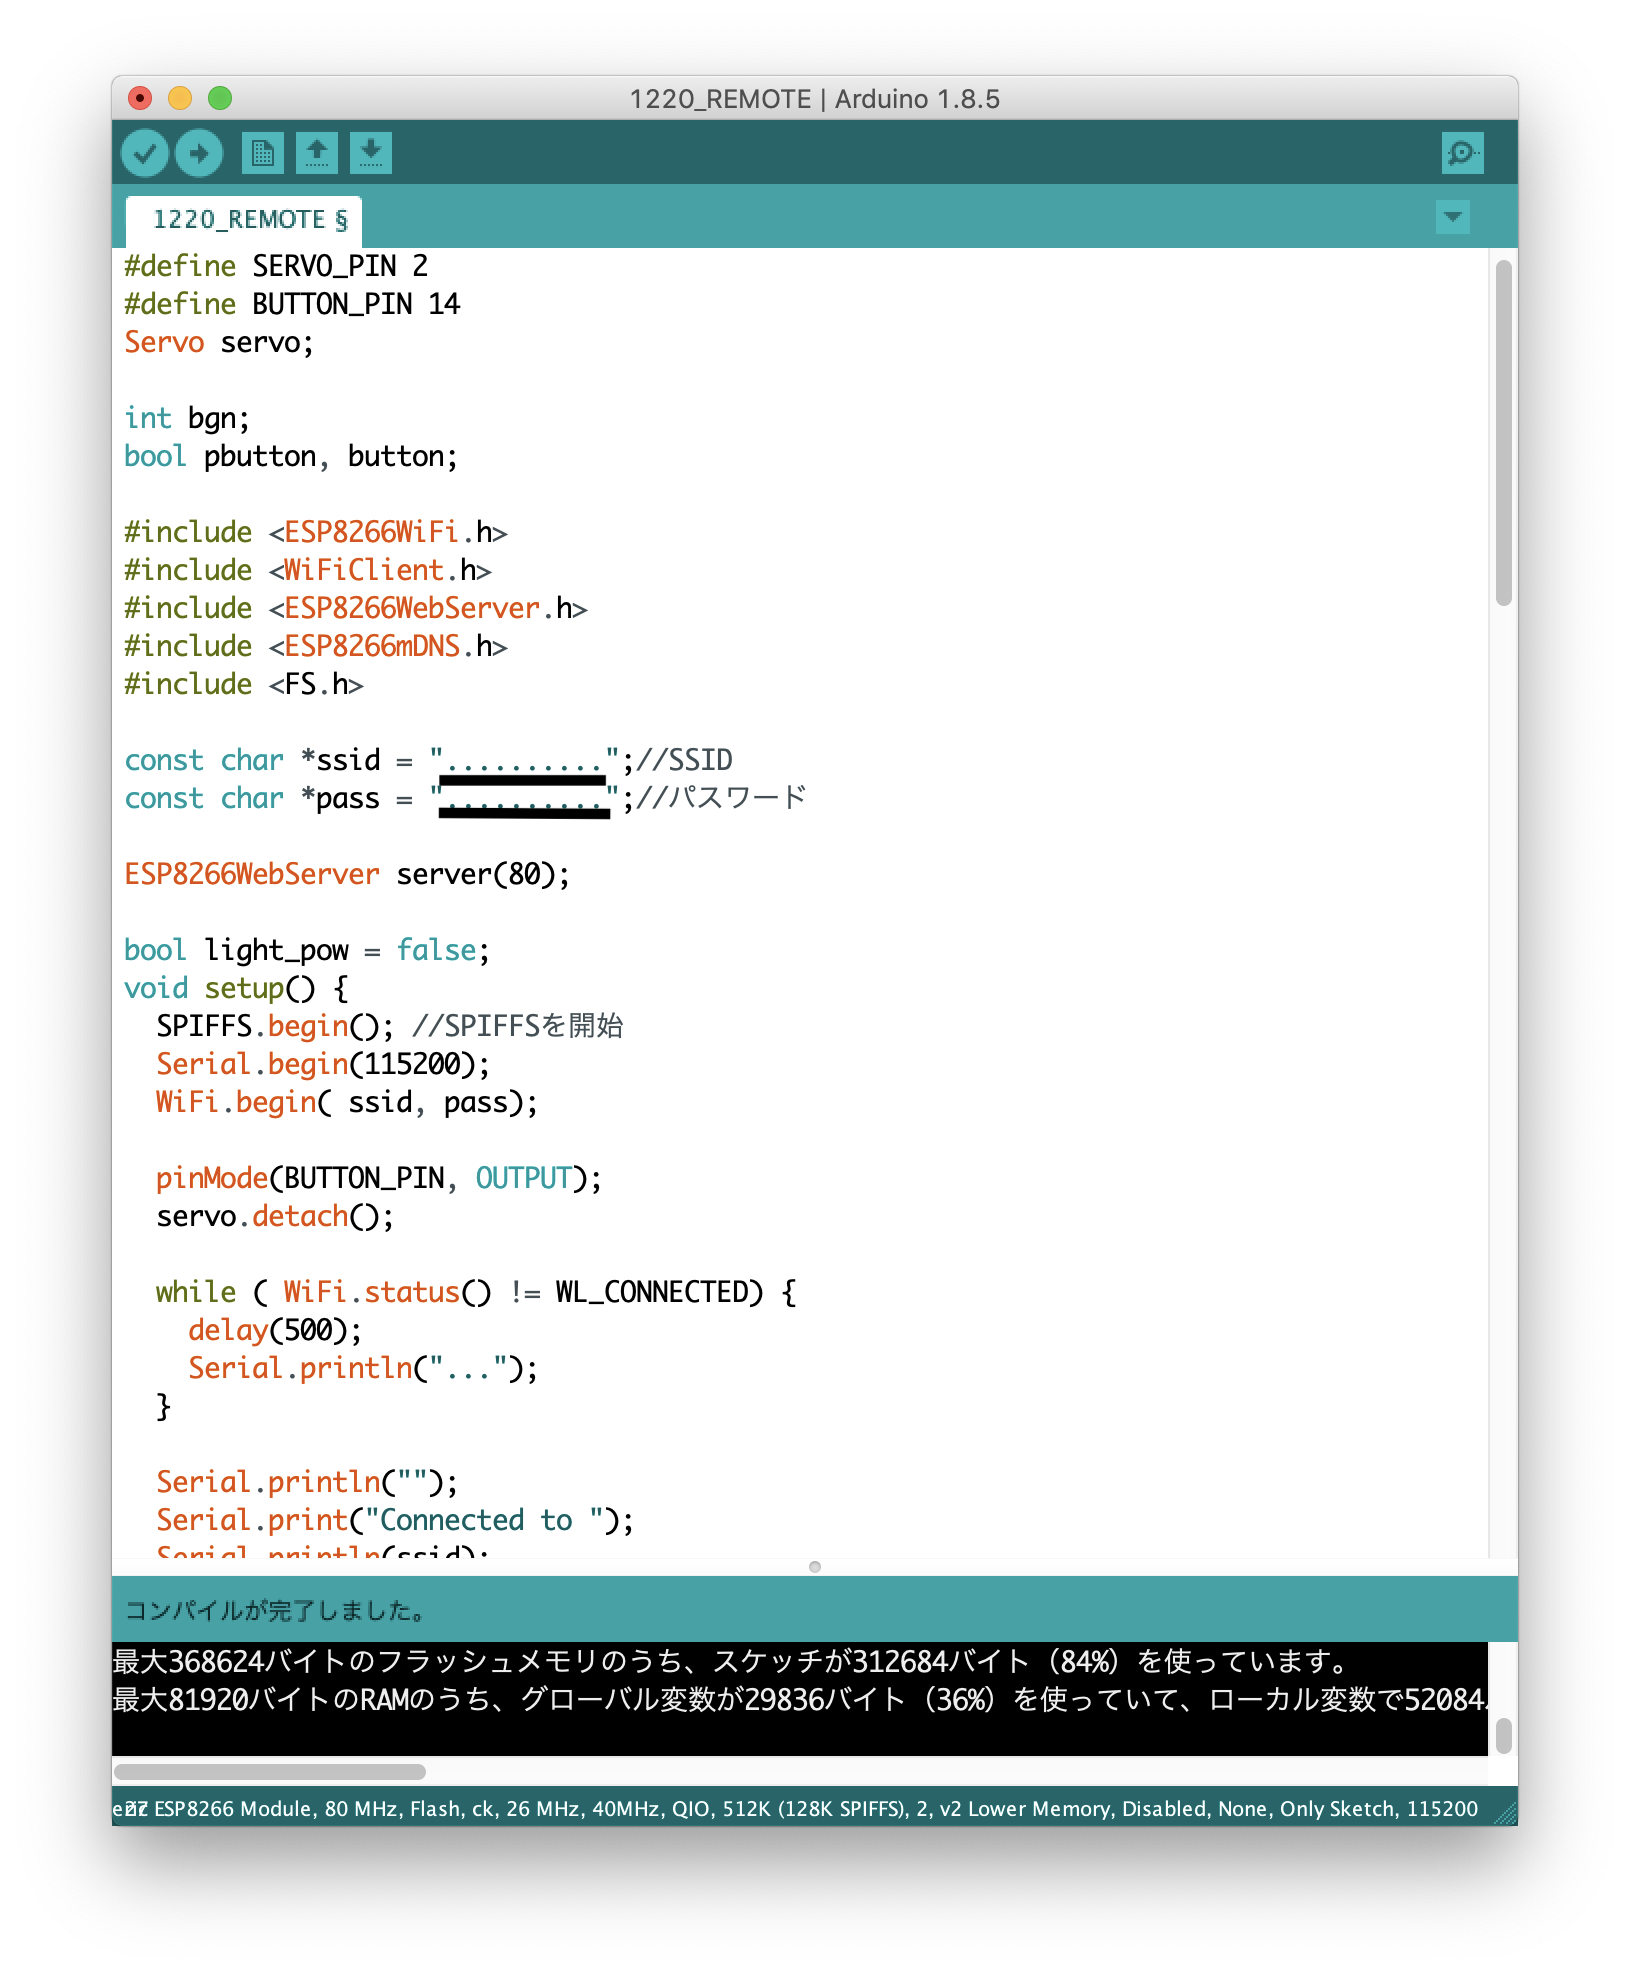 1220_REMOTE | Arduino 1.8.5
1220_REMOTE §
#define SERVO_PIN 2
#define BUTTON_PIN 14
Servo servo;
int bgn;
bool pbutton, button;
#include <ESP8266WiFi.h>
#include <WiFiClient.h>
#include <ESP8266WebServer.h>
#include <ESP8266mDNS.h>
#include <FS.h>
const char *ssid = "..........";//SSID
const char *pass = "..........";//パスワード
ESP8266WebServer server(80);
bool light_pow = false;
void setup() {
SPIFFS.begin(); //SPIFFSを開始
Serial.begin(115200);
WiFi.begin( ssid, pass);
pinMode(BUTTON_PIN, OUTPUT);
servo.detach();
while ( WiFi.status() != WL_CONNECTED) {
delay(500);
Serial.println("...");
}
Serial.println("");
Serial.print("Connected to ");
Serial.println(ssid);
コンパイルが完了しました。
最大368624バイトのフラッシュメモリのうち、スケッチが312684バイト（84%）を使っています。
最大81920バイトのRAMのうち、グローバル変数が29836バイト（36%）を使っていて、ローカル変数で52084
ESP8266 Module, 80 MHz, Flash, ck, 26 MHz, 40MHz, QIO, 512K (128K SPIFFS), 2, v2 Lower Memory, Disabled, None, Only Sketch, 115200